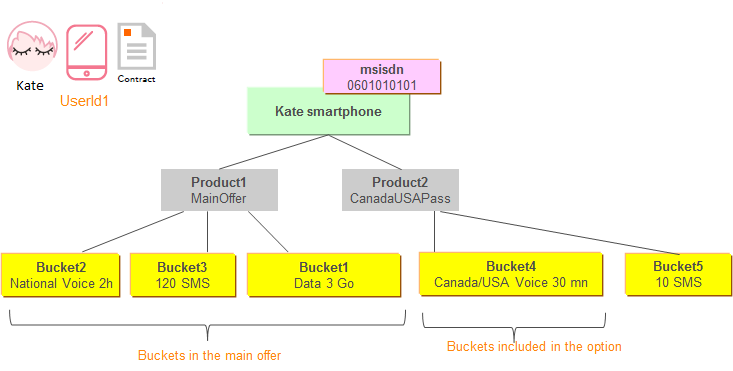 Kate
UserId1
Contract
msisdn
0601010101
Kate smartphone
Product1
MainOffer
Product2
CanadaUSAPass
Bucket2
National Voice 2h
Bucket3
120 SMS
Bucket1
Data 3 Go
Bucket4
Canada/USA Voice 30 mn
Bucket5
10 SMS
Buckets in the main offer
Buckets included in the option